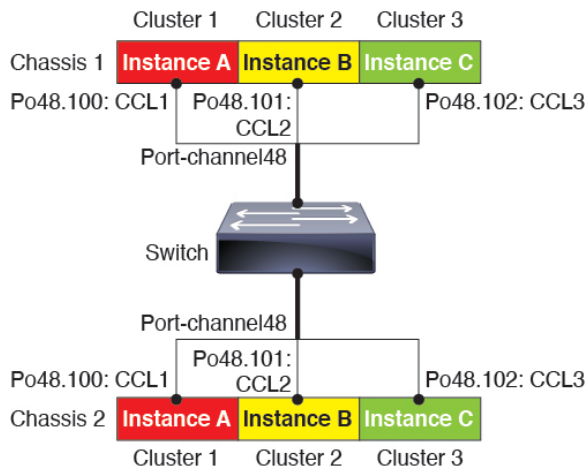 Cluster 1 Cluster 2 Cluster 3
Chassis 1 Instance A Instance B Instance C
Po48.100: CCL1 Po48.101: Po48.102: CCL3
CCL2
Port-channel48
Switch
Port-channel48
Po48.100: CCL1 Po48.101: Po48.102: CCL3
CCL2
Chassis 2 Instance A Instance B Instance C
Cluster 1 Cluster 2 Cluster 3